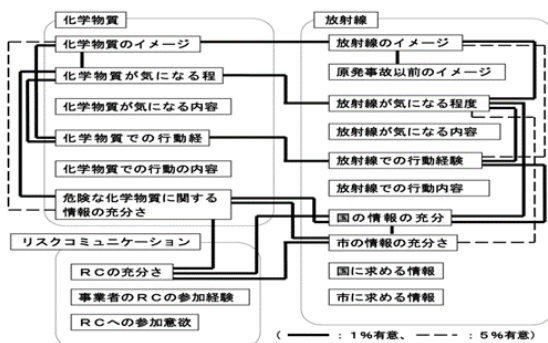 化学物質
化学物質のイメージ
化学物質が気になる程
化学物質が気になる内容
化学物質での行動経
化学物質での行動の内容
危険な化学物質に関する
情報の充分さ
リスクコミュニケーション
RCの充分さ
事業者のRCの参加経験
RCへの参加意欲
放射線
放射線のイメージ
原発事故以前のイメージ
放射線が気になる程度
放射線が気になる内容
放射線での行動経験
放射線での行動内容
国の情報の充分
市の情報の充分さ
国に求める情報
市に求める情報
( ――― : 1%有意、 ― ― : 5%有意)